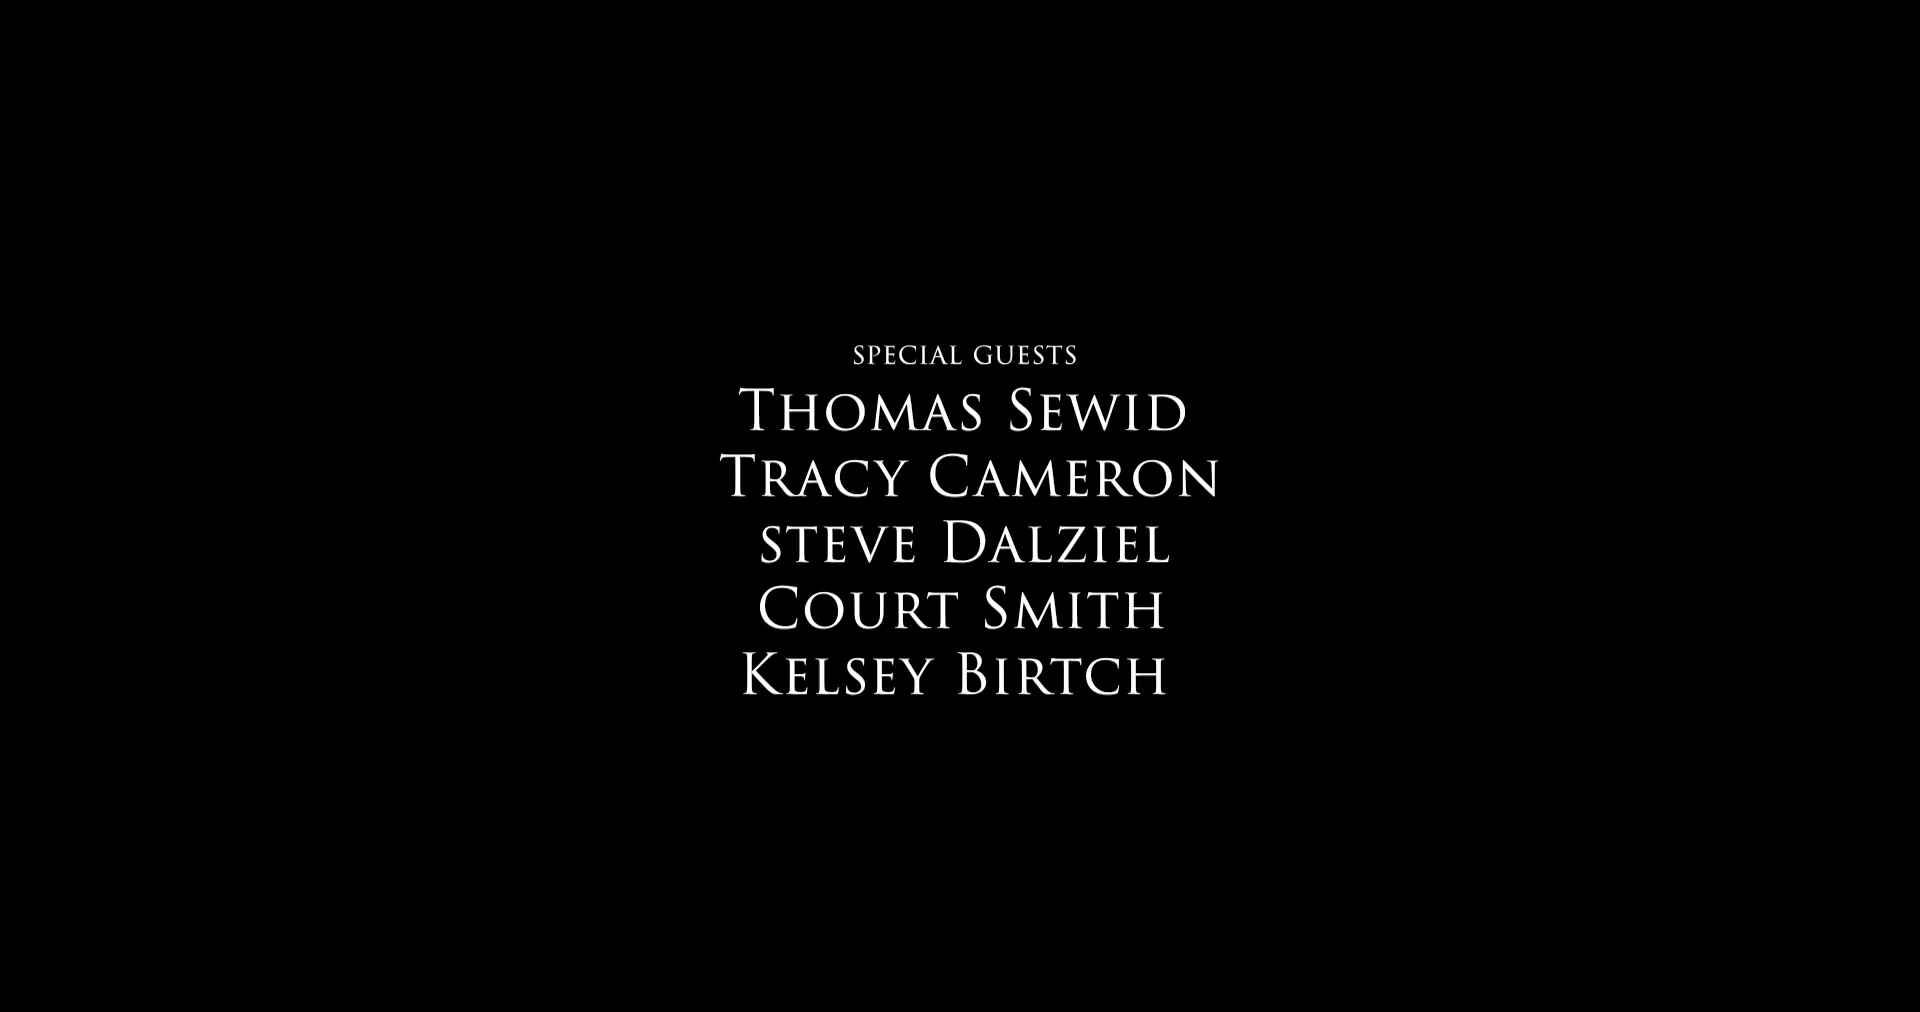 SPECIAL GUESTS
THOMAS SEWID
TRACY CAMERON
STEVE DALZIEL
COURT SMITH
KELSEY BIRTCH